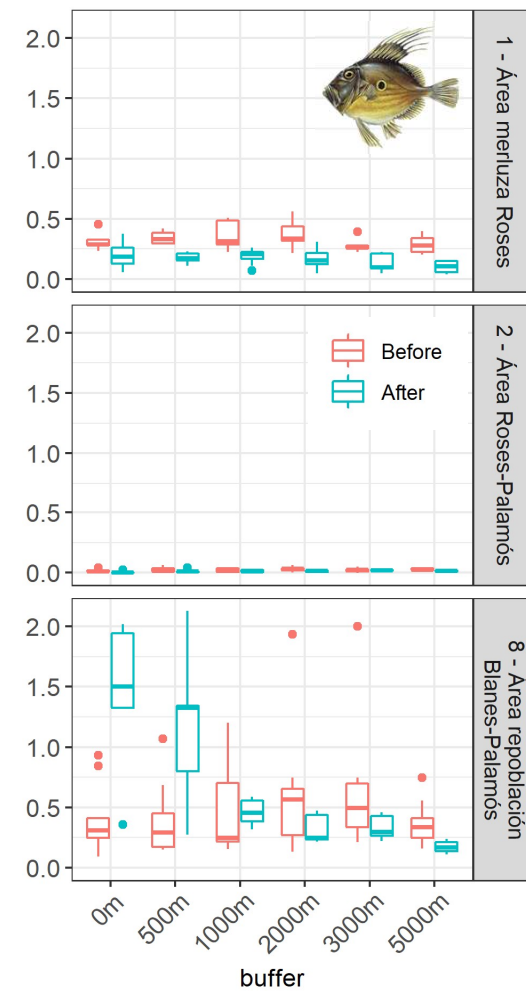 2.0
1.5
1.0
0.5
0.0
1 - Área merluza Roses
2.0
1.5
1.0
0.5
0.0
Before
After
2 - Área Roses-Palamós
2.0
1.5
1.0
0.5
0.0
8 - Área repoblación
Blanes-Palamós
0m
500m
1000m
2000m
3000m
5000m
buffer